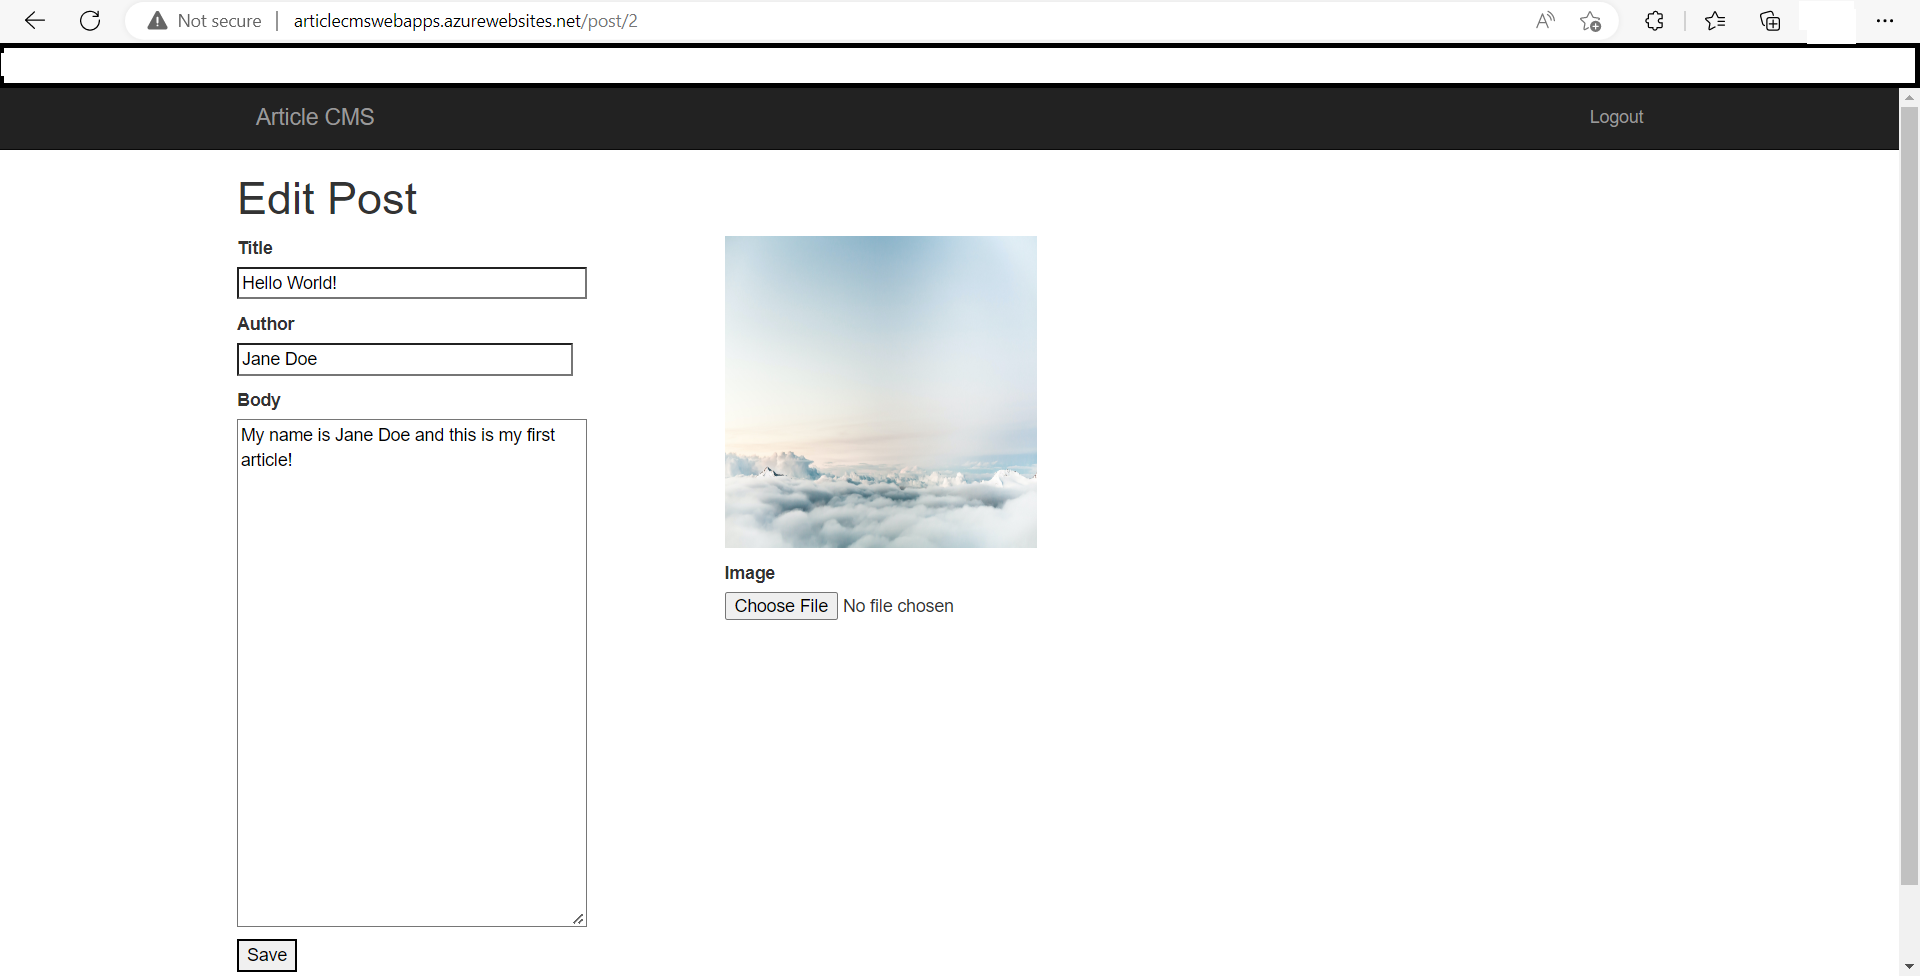 Not secure | articlecmswebapps.azurewebsites.net/post/2
Article CMS
Logout
Edit Post
Title
Hello World!
Author
Jane Doe
Body
My name is Jane Doe and this is my first
article!
Image
Choose File No file chosen
Save